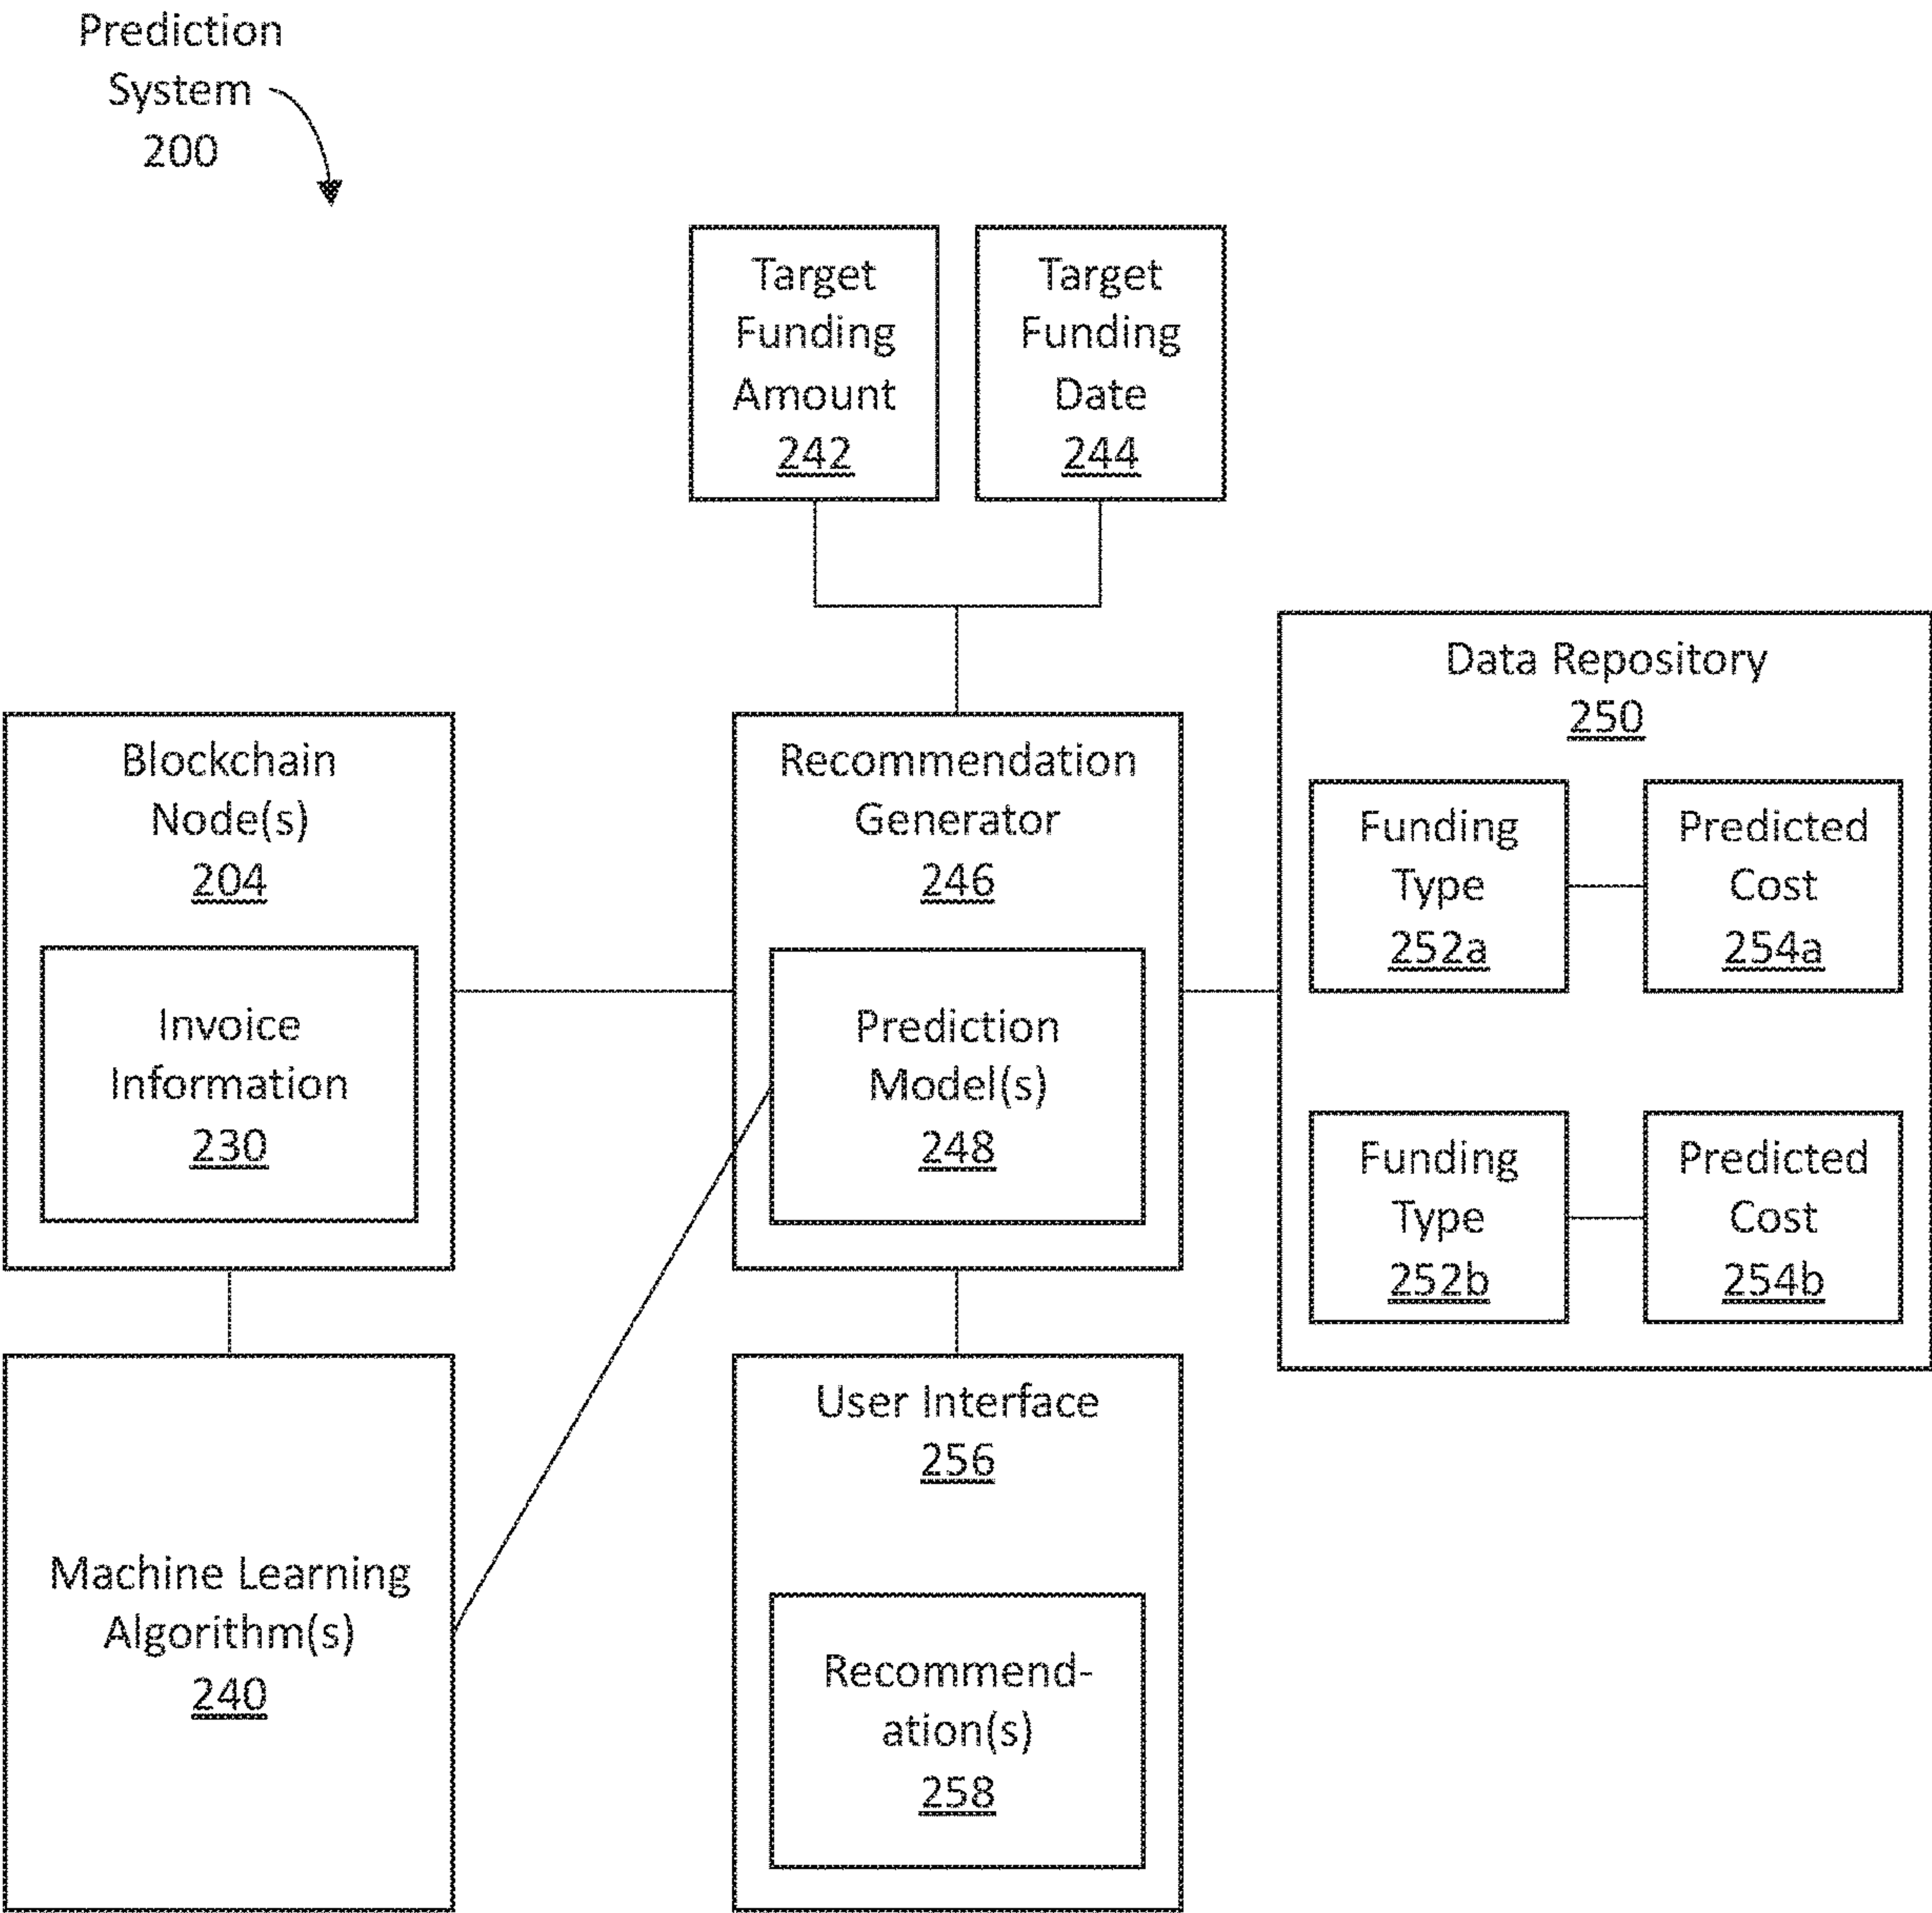 Prediction
System
200
Target
Funding
Amount
242
Target
Funding
Date
244
Blockchain
Node(s)
204
Invoice
Information
230
Recommendation
Generator
246
Prediction
Model(s)
248
Data Repository
250
Funding
Type
252a
Predicted
Cost
254a
Funding
Type
252b
Predicted
Cost
254b
Machine Learning
Algorithm(s)
240
User Interface
256
Recommend-
ation(s)
258